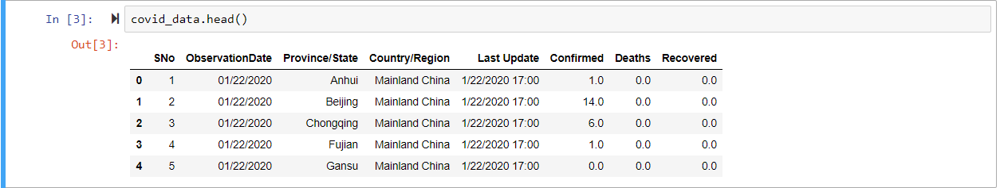 In [3]: covid_data.head()
Out[3]:
SNo ObservationDate Province/State Country/Region Last Update Confirmed Deaths Recovered
0 1 01/22/2020 Anhui Mainland China 1/22/2020 17:00 1.0 0.0 0.0
1 2 01/22/2020 Beijing Mainland China 1/22/2020 17:00 14.0 0.0 0.0
2 3 01/22/2020 Chongqing Mainland China 1/22/2020 17:00 6.0 0.0 0.0
3 4 01/22/2020 Fujian Mainland China 1/22/2020 17:00 1.0 0.0 0.0
4 5 01/22/2020 Gansu Mainland China 1/22/2020 17:00 0.0 0.0 0.0